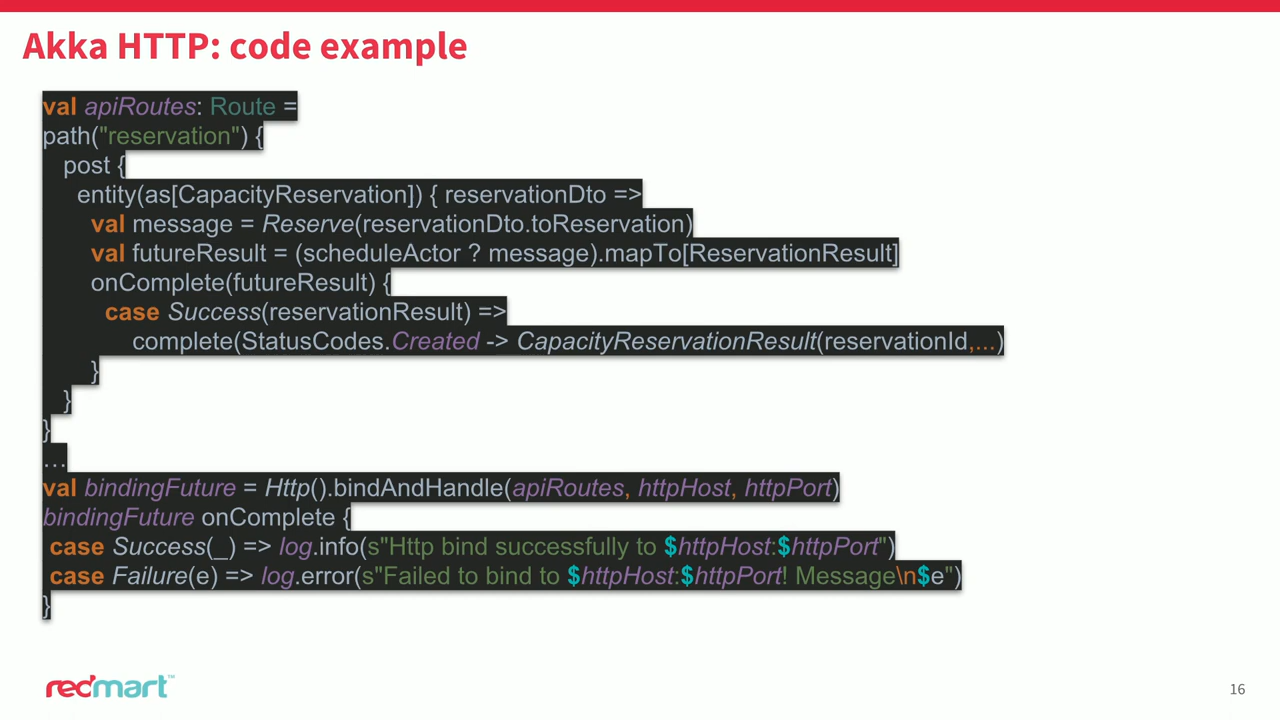 Akka HTTP: code example
val apiRoutes: Route =
path("reservation") {
post {
entity(as[CapacityReservation]) { reservationDto =>
val message = Reserve(reservationDto.toReservation)
val futureResult = (scheduleActor ? message).mapTo[ReservationResult]
onComplete(futureResult) {
case Success(reservationResult) =>
complete(StatusCodes.Created -> CapacityReservationResult(reservationId,...)
}
}
}
...
val bindingFuture = Http().bindAndHandle(apiRoutes, httpHost, httpPort)
bindingFuture onComplete {
case Success(_) => log.info(s"Http bind successfully to $httpHost:$httpPort")
case Failure(e) => log.error(s"Failed to bind to $httpHost:$httpPort! Message\n$e")
}
redmart™
16